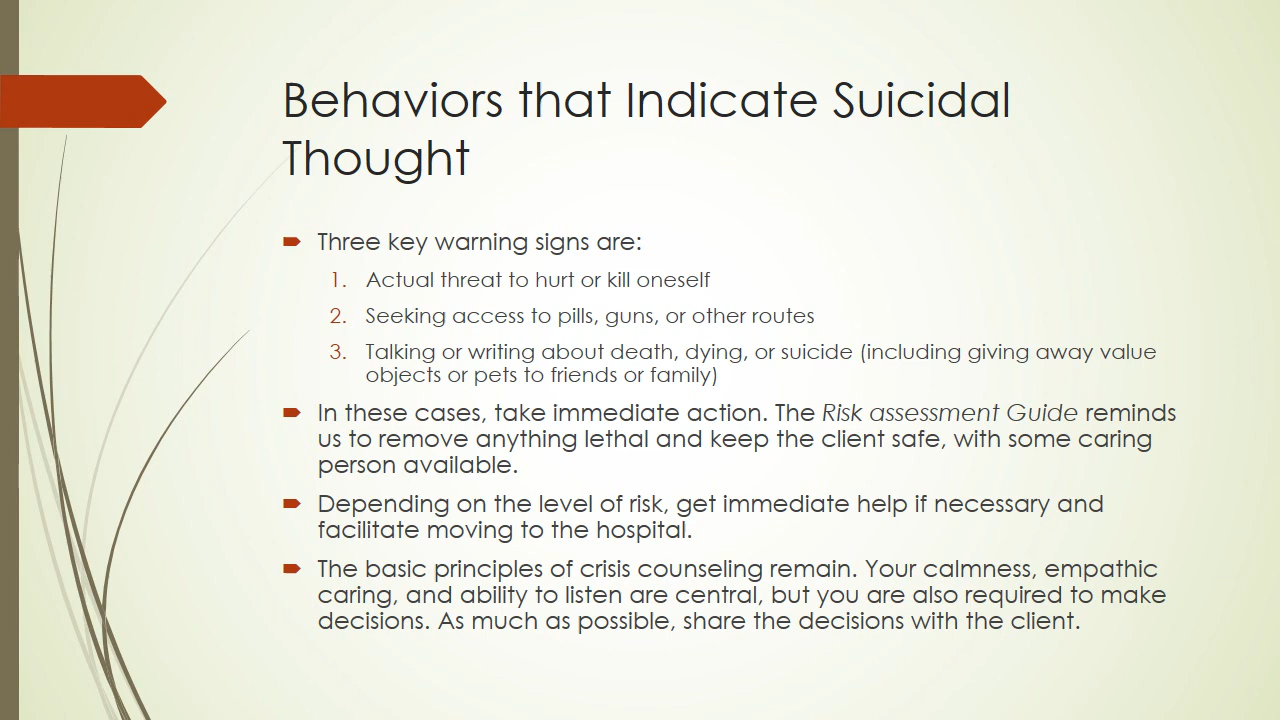 Behaviors that Indicate Suicidal
Thought
Three key warning signs are:
1. Actual threat to hurt or kill oneself
2. Seeking access to pills, guns, or other routes
3. Talking or writing about death, dying, or suicide (including giving away value
objects or pets to friends or family)
In these cases, take immediate action. The Risk assessment Guide reminds
us to remove anything lethal and keep the client safe, with some caring
person available.
Depending on the level of risk, get immediate help if necessary and
facilitate moving to the hospital.
The basic principles of crisis counseling remain. Your calmness, empathic
caring, and ability to listen are central, but you are also required to make
decisions. As much as possible, share the decisions with the client.